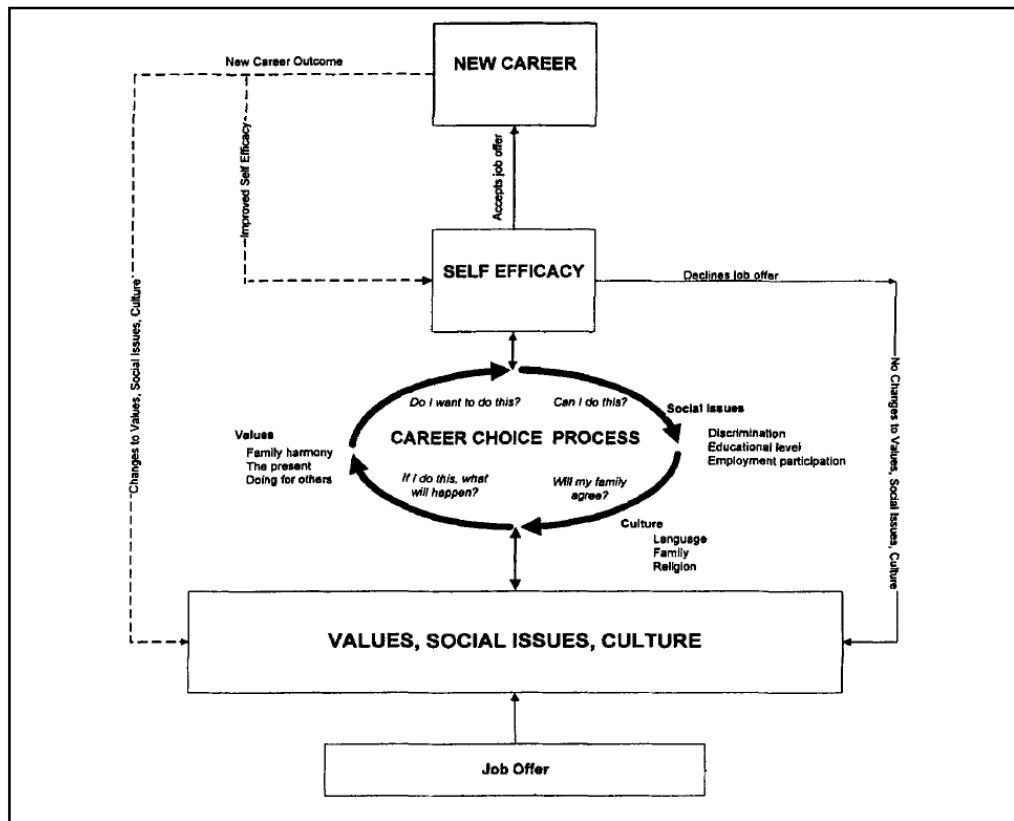 New Career Outcome
NEW CAREER
Improved Self Efficacy
Accepts job offer
SELF EFFICACY
Declines job offer
Changes to Values, Social Issues, Culture
No Changes to Values, Social Issues, Culture
Do I want to do this?
Can I do this?
Social Issues
Discrimination
Educational level
Employment participation
Values
Family harmony
The present
Doing for others
CAREER CHOICE PROCESS
If I do this, what
will happen?
Will my family
agree?
Culture
Language
Family
Religion
VALUES, SOCIAL ISSUES, CULTURE
Job Offer